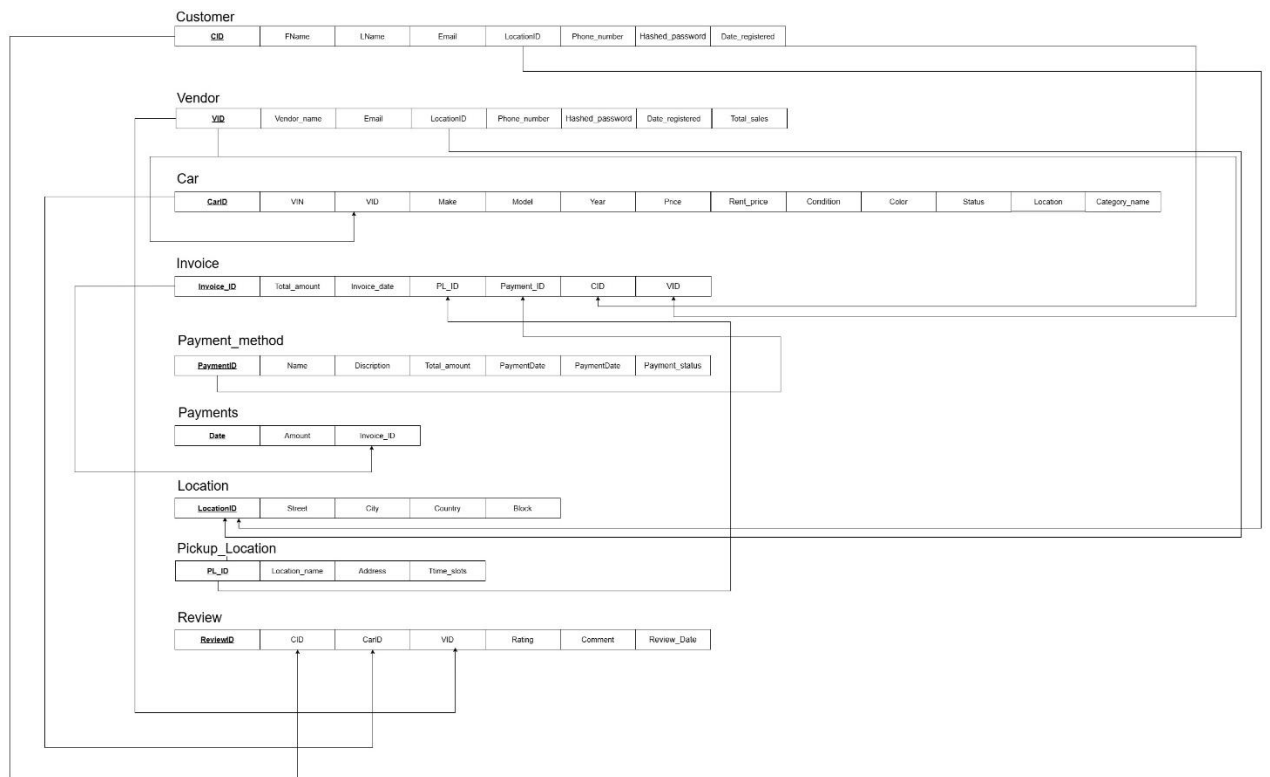 Customer
CID FName LName Email LocationID Phone_number Hashed_password Date_registered
Vendor
VID Vendor_name Email LocationID Phone_number Hashed_password Date_registered Total_sales
Car
CarID VIN VID Make Model Year Price Rent_price Condition Color Status Location Category_name
Invoice
Invoice_ID Total_amount Invoice_date PL_ID Payment_ID CID VID
Payment_method
PaymentID Name Discription Total_amount PaymentDate PaymentDate Payment_status
Payments
Date Amount Invoice_ID
Location
LocationID Street City Country Block
Pickup_Location
PL_ID Location_name Address Ttime_slots
Review
ReviewID CID CarID VID Rating Comment Review_Date